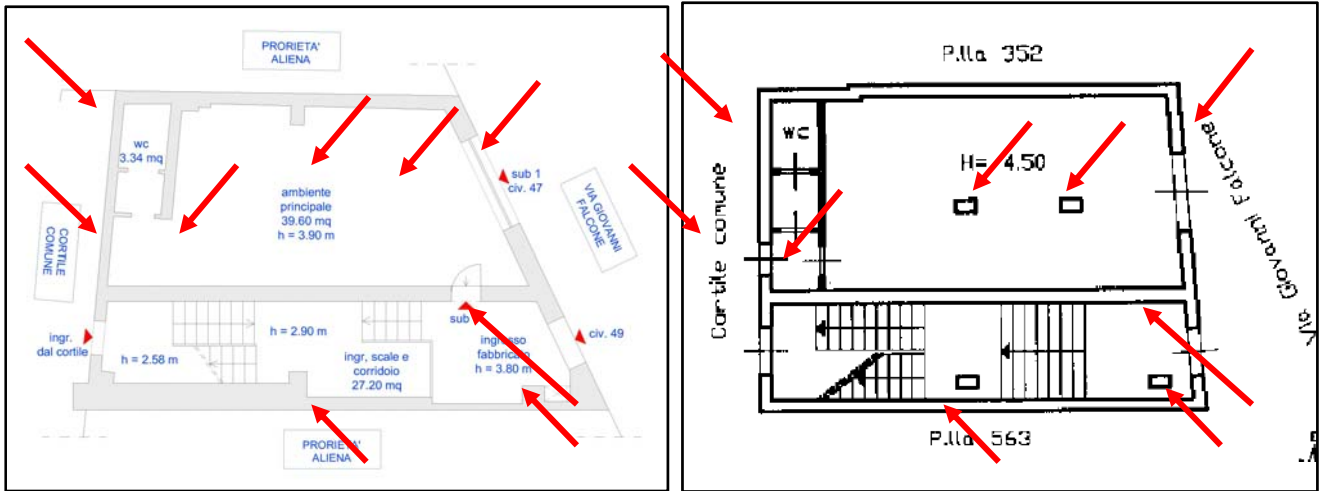 PRORIETA'
ALIENA
wc
3.34 mq
sub 1
civ. 47
ambiente
principale
39.60 mq
h = 3.90 m
VIA GIOVANNI
FALCONE
CORTILE
COMUNE
sub
civ. 49
ingr.
dal cortile
h = 2.90 m
h = 2.58 m
ingresso
fabbricato
h = 3.80 m
ingr, scale e
corridoio
27.20 mq
PRORIETA'
ALIENA
P.lla 352
wc
H= 4.50
Cortile comune
Via Giovanni Falcone
P.lla 563